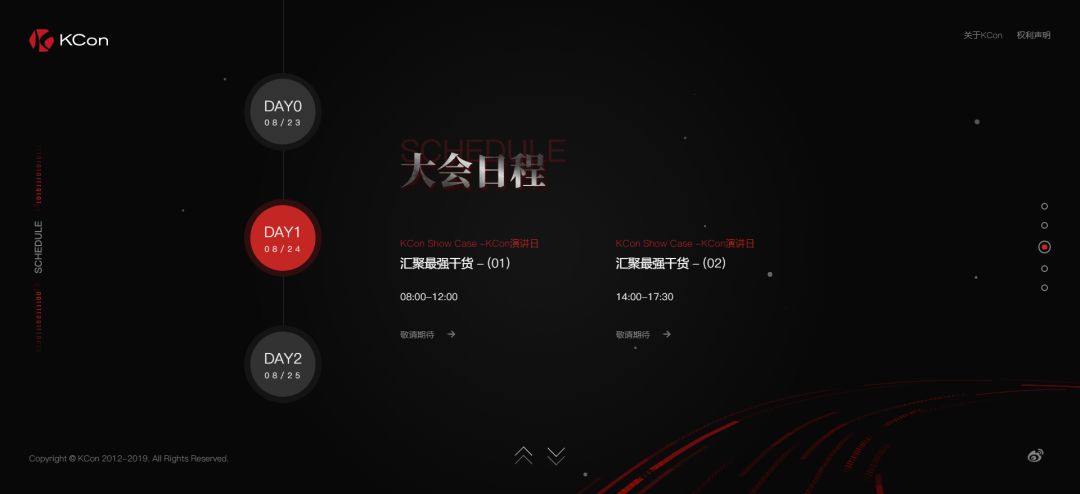 KCon
关于KCon
权利声明
DAY0
08/23
DAY1
08/24
DAY2
08/25
SCHEDULE
SCHEDULE
大会日程
KCon Show Case -KCon演讲日
汇聚最强干货 - (01)
08:00-12:00
敬请期待 →
KCon Show Case -KCon演讲日
汇聚最强干货 - (02)
14:00-17:30
敬请期待 →
Copyright © KCon 2012-2019. All Rights Reserved.